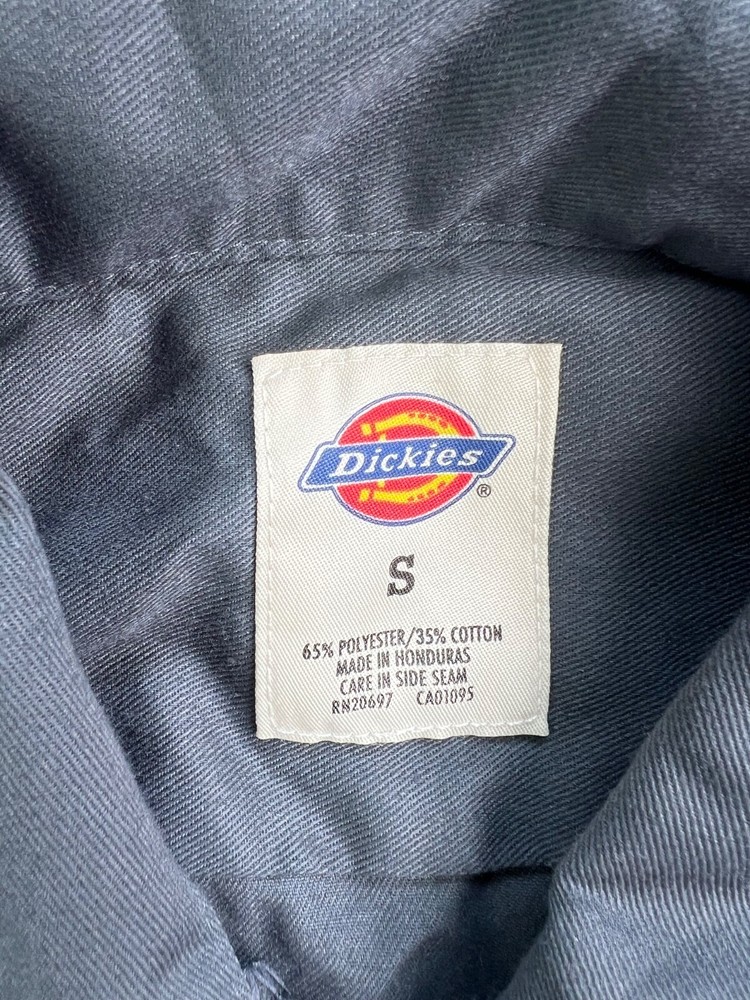 Dickies
®
S
65% POLYESTER/35% COTTON
MADE IN HONDURAS
CARE IN SIDE SEAM
RN20697 CA01095